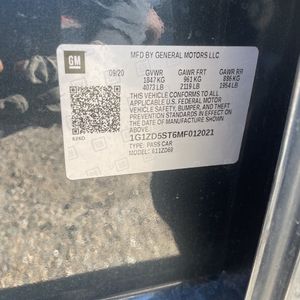 GM
MFD BY GENERAL MOTORS LLC
09/20 GVWR GAWR FRT GAWR RR
1847 KG 961 KG 886 KG
4073 LB 2119 LB 1954 LB
THIS VEHICLE CONFORMS TO ALL
APPLICABLE U.S. FEDERAL MOTOR
VEHICLE SAFETY, BUMPER, AND THEFT
PREVENTION STANDARDS IN EFFECT ON
THE DATE OF MANUFACTURE SHOWN ABOVE.
1G1ZD5ST6MF012021
TYPE: PASS CAR
MODEL: 1ZD69